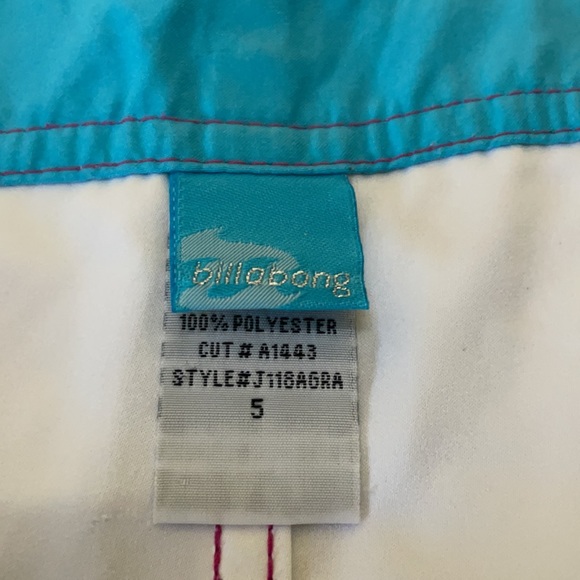 billabong
100% POLYESTER
CUT # A1443
STYLE#J118AGRA
5